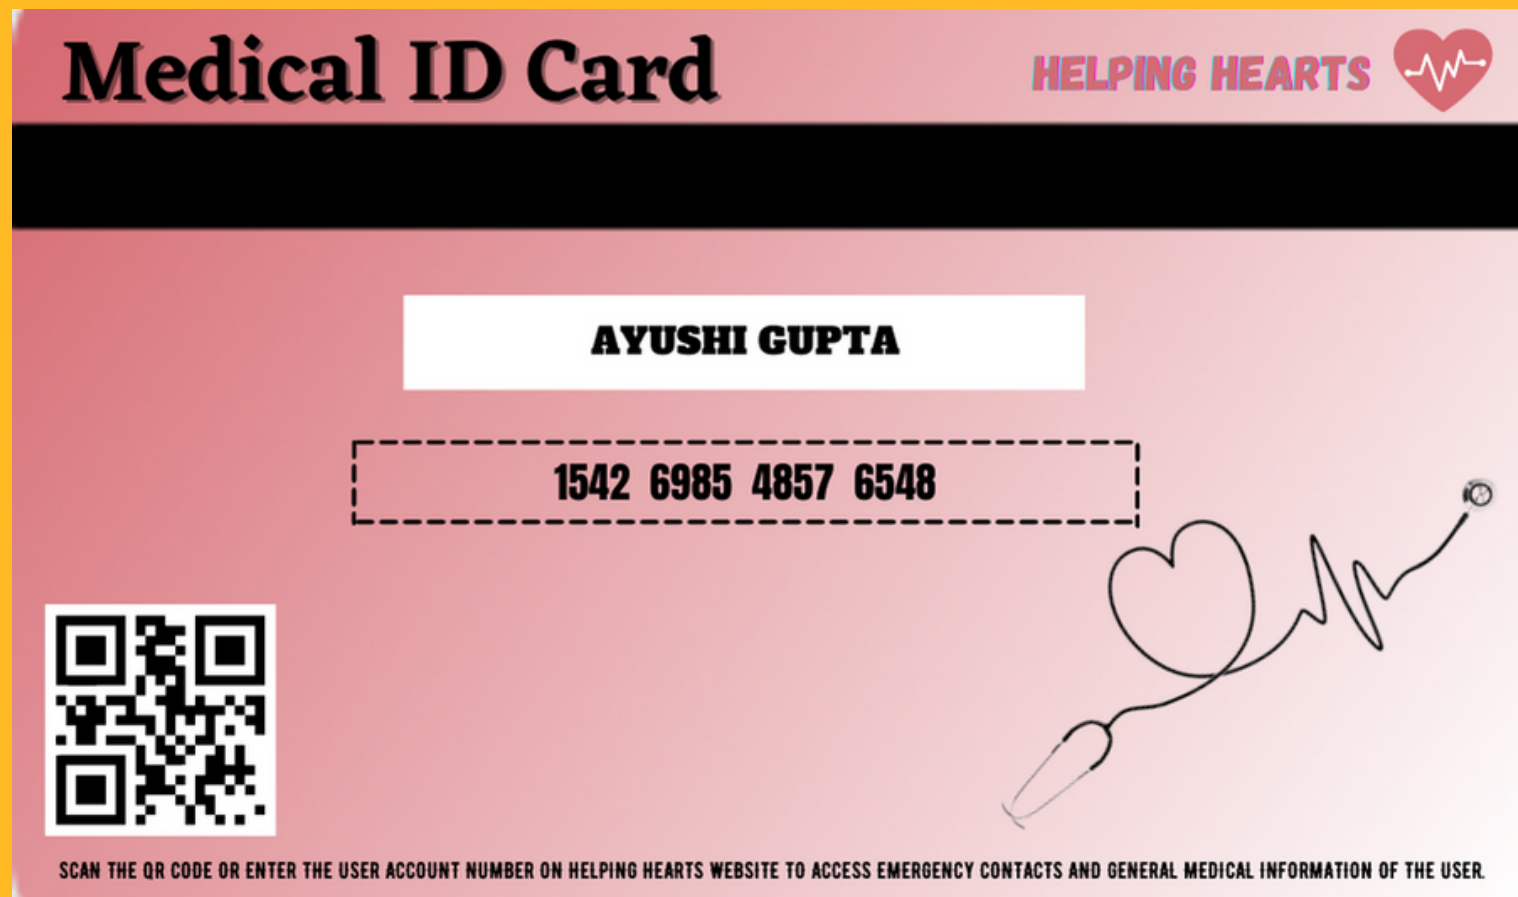 Medical ID Card
HELPING HEARTS
AYUSHI GUPTA
1542 6985 4857 6548
SCAN THE QR CODE OR ENTER THE USER ACCOUNT NUMBER ON HELPING HEARTS WEBSITE TO ACCESS EMERGENCY CONTACTS AND GENERAL MEDICAL INFORMATION OF THE USER.